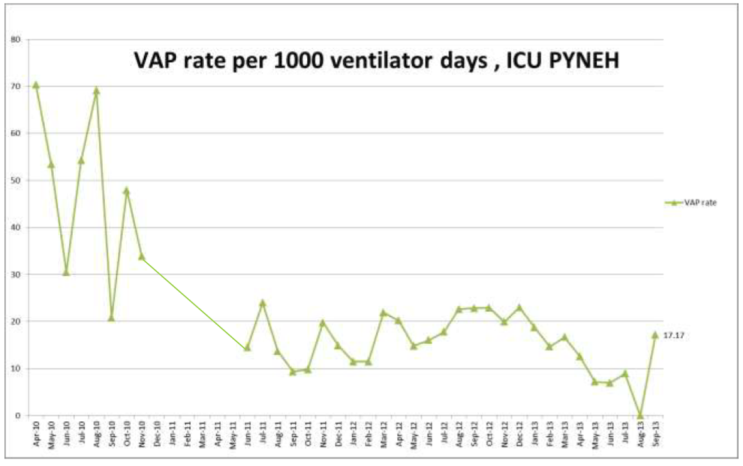 VAP rate per 1000 ventilator days , ICU PYNEH
80
70
60
50
40
30
20
10
0
VAP rate
17.17
Apr-10
May-10
Jun-10
Jul-10
Aug-10
Sep-10
Oct-10
Nov-10
Dec-10
Jan-11
Feb-11
Mar-11
Apr-11
May-11
Jun-11
Jul-11
Aug-11
Sep-11
Oct-11
Nov-11
Dec-11
Jan-12
Feb-12
Mar-12
Apr-12
May-12
Jun-12
Jul-12
Aug-12
Sep-12
Oct-12
Nov-12
Dec-12
Jan-13
Feb-13
Mar-13
Apr-13
May-13
Jun-13
Jul-13
Aug-13
Sep-13